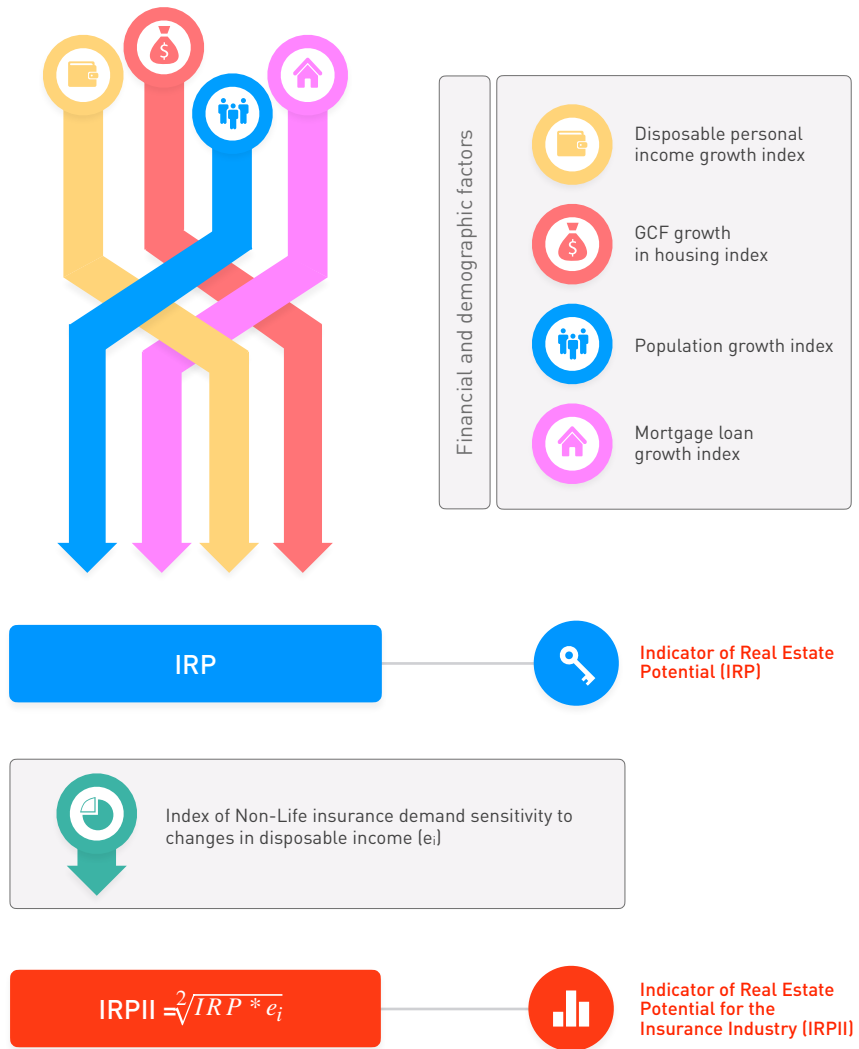 Financial and demographic factors
Disposable personal
income growth index
GCF growth
in housing index
Population growth index
Mortgage loan
growth index
$
$
IRP
Indicator of Real Estate
Potential (IRP)
Index of Non-Life insurance demand sensitivity to
changes in disposable income (eᵢ)
IRPII = ²√IRP * eᵢ
Indicator of Real Estate
Potential for the
Insurance Industry (IRPII)